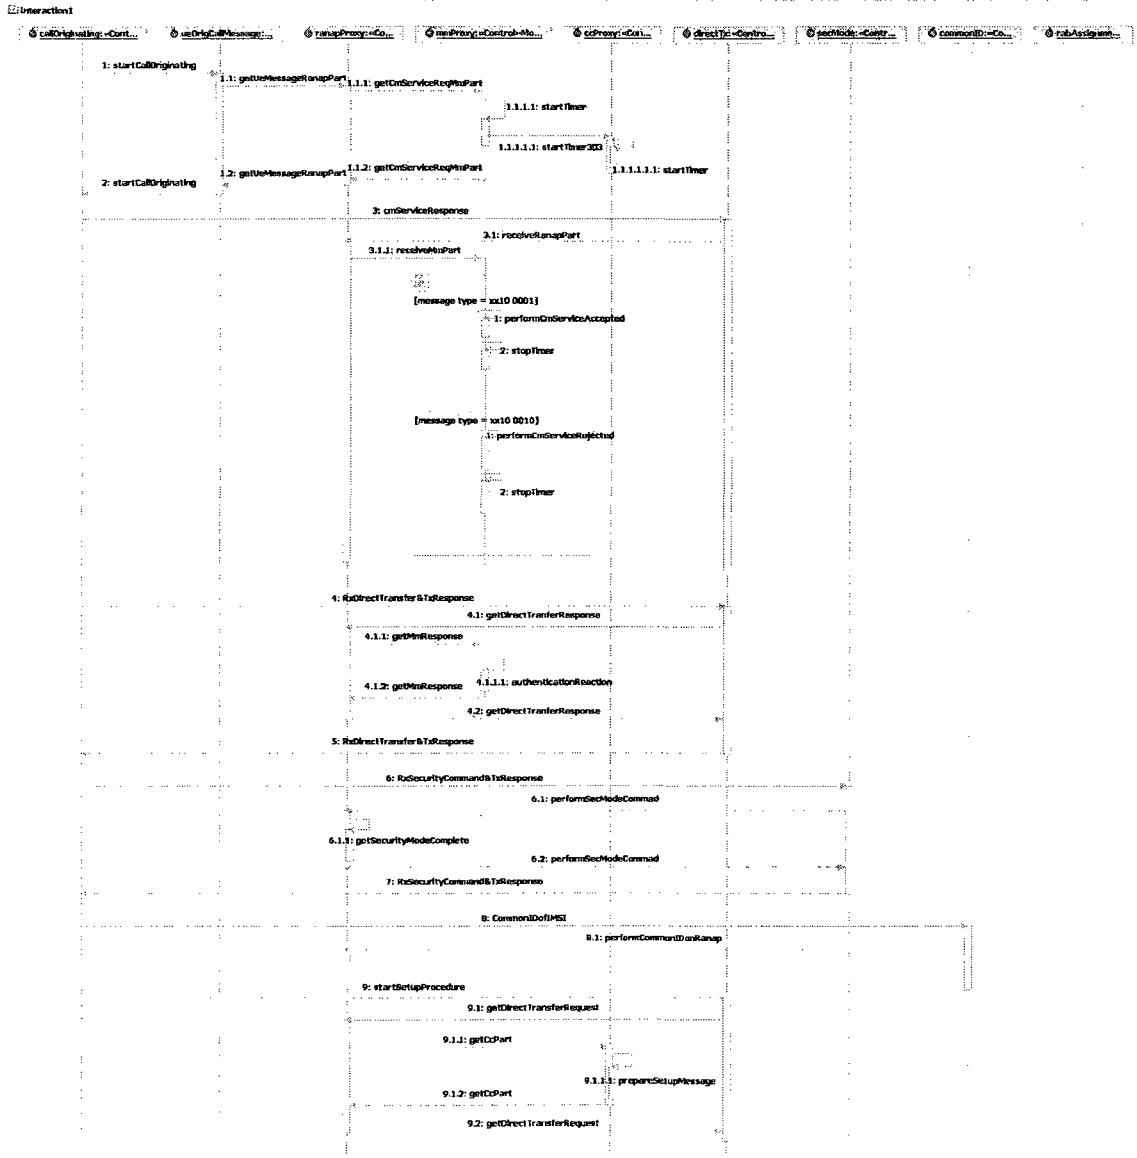 Interaction1
callOriginating: «Cont...
ueOrigCallMessage: ...
ranapProxy: «Co...
mmProxy: «Control» Mo...
ccProxy: «Con...
directTx: «Contro...
secMode: «Contr...
commonID: «Co...
rabAssignme...
1: startCallOriginating
1.1: getUeMessageRanapPart
1.1.1: getCmServiceReqMmPart
1.1.1.1: startTimer
1.1.1.1.1: startTimer303
1.1.1.1.1.1: startTimer
1.1.2: getCmServiceReqMmPart
1.2: getUeMessageRanapPart
2: startCallOriginating
3: cmServiceResponse
3.1: receiveRanapPart
3.1.1: receiveMmPart
[message type = xx10 0001]
1: performCmServiceAccepted
2: stopTimer
[message type = xx10 0010]
1: performCmServiceRejected
2: stopTimer
4: RxDirectTransfer&TxResponse
4.1: getDirectTranferResponse
4.1.1: getMmResponse
4.1.1.1: authenticationReaction
4.1.2: getMmResponse
4.2: getDirectTranferResponse
5: RxDirectTransfer&TxResponse
6: RxSecurityCommand&TxResponse
6.1: performSecModeCommad
6.1.1: getSecurityModeComplete
6.2: performSecModeCommad
7: RxSecurityCommand&TxResponse
8: CommonIDofIMSI
8.1: performCommonIDonRanap
9: startSetupProcedure
9.1: getDirectTransferRequest
9.1.1: getCcPart
9.1.1.1: prepareSetupMessage
9.1.2: getCcPart
9.2: getDirectTransferRequest